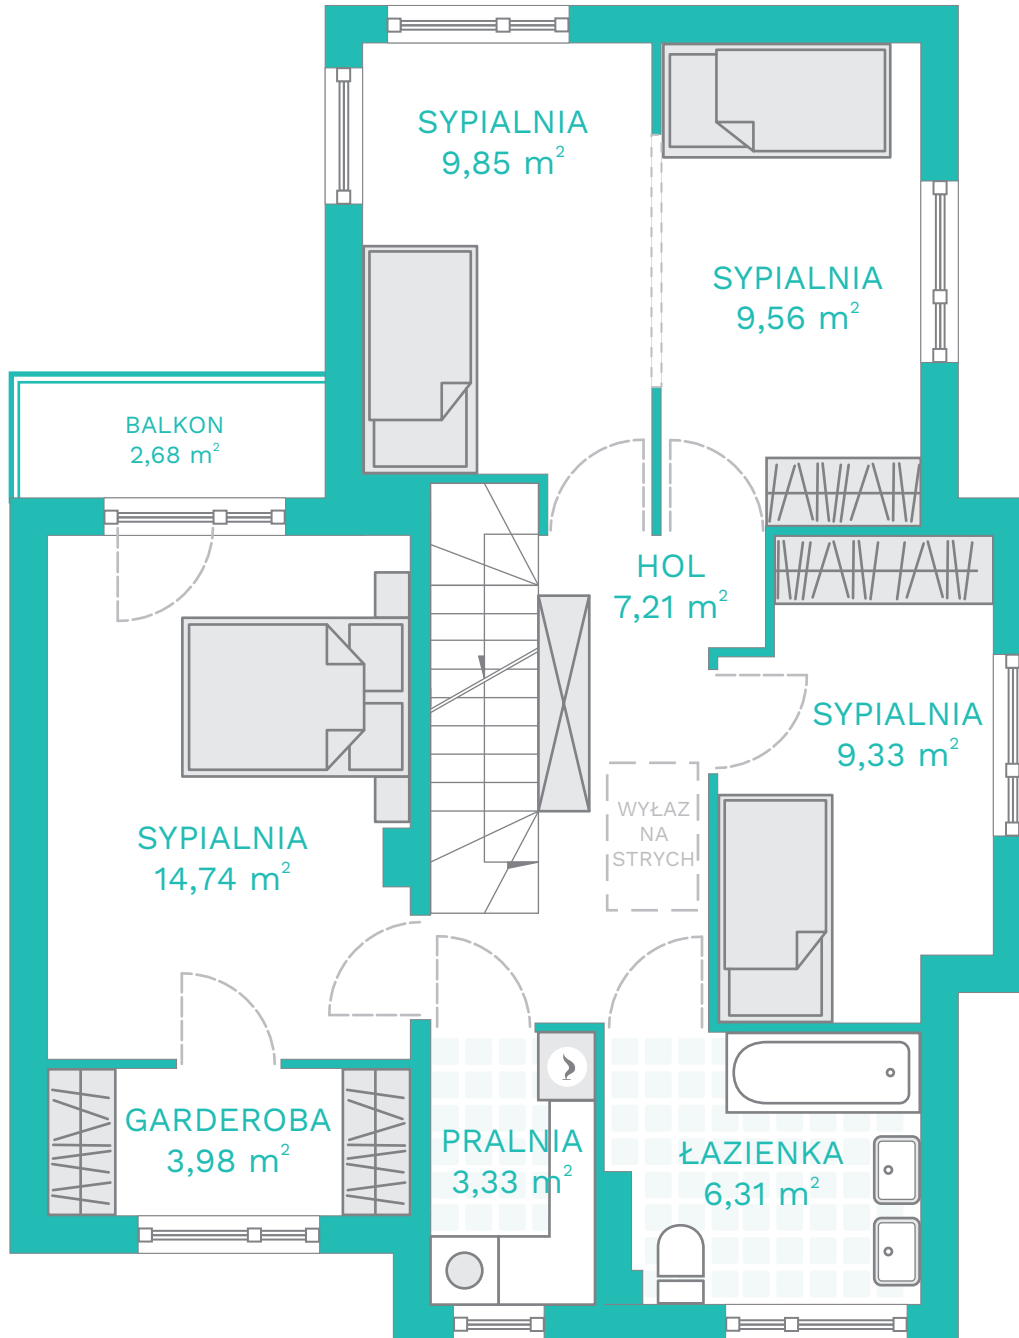 SYPIALNIA
9,85 m²
SYPIALNIA
9,56 m²
BALKON
2,68 m²
HOL
7,21 m²
SYPIALNIA
9,33 m²
WYŁAZ
NA
STRYCH
SYPIALNIA
14,74 m²
GARDEROBA
3,98 m²
PRALNIA
3,33 m²
ŁAZIENKA
6,31 m²